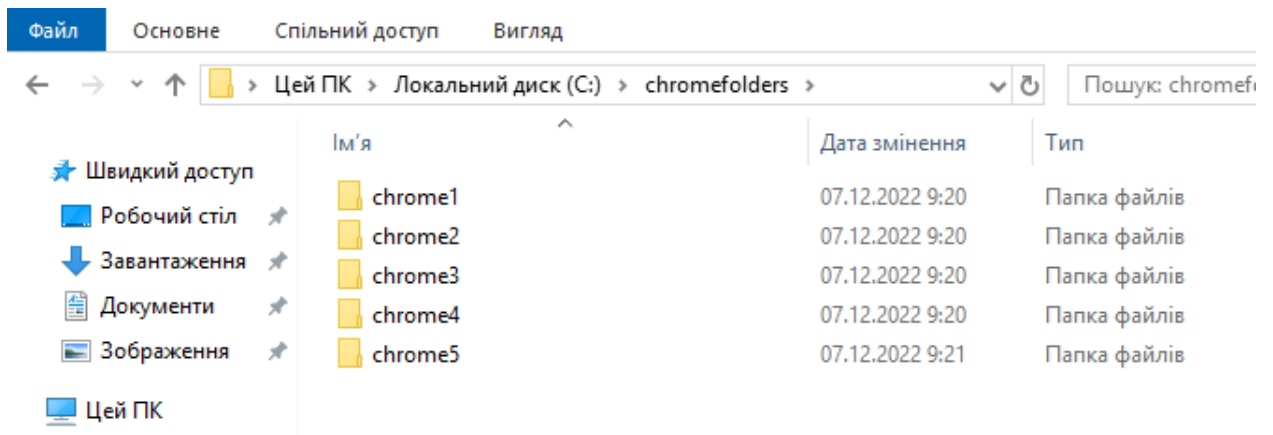 Файл Основне Спільний доступ Вигляд
Цей ПК > Локальний диск (C:) > chromefolders > Пошук: chromef
Ім'я Дата змінення Тип
Швидкий доступ
Робочий стіл
Завантаження
Документи
Зображення
Цей ПК
chrome1 07.12.2022 9:20 Папка файлів
chrome2 07.12.2022 9:20 Папка файлів
chrome3 07.12.2022 9:20 Папка файлів
chrome4 07.12.2022 9:20 Папка файлів
chrome5 07.12.2022 9:21 Папка файлів